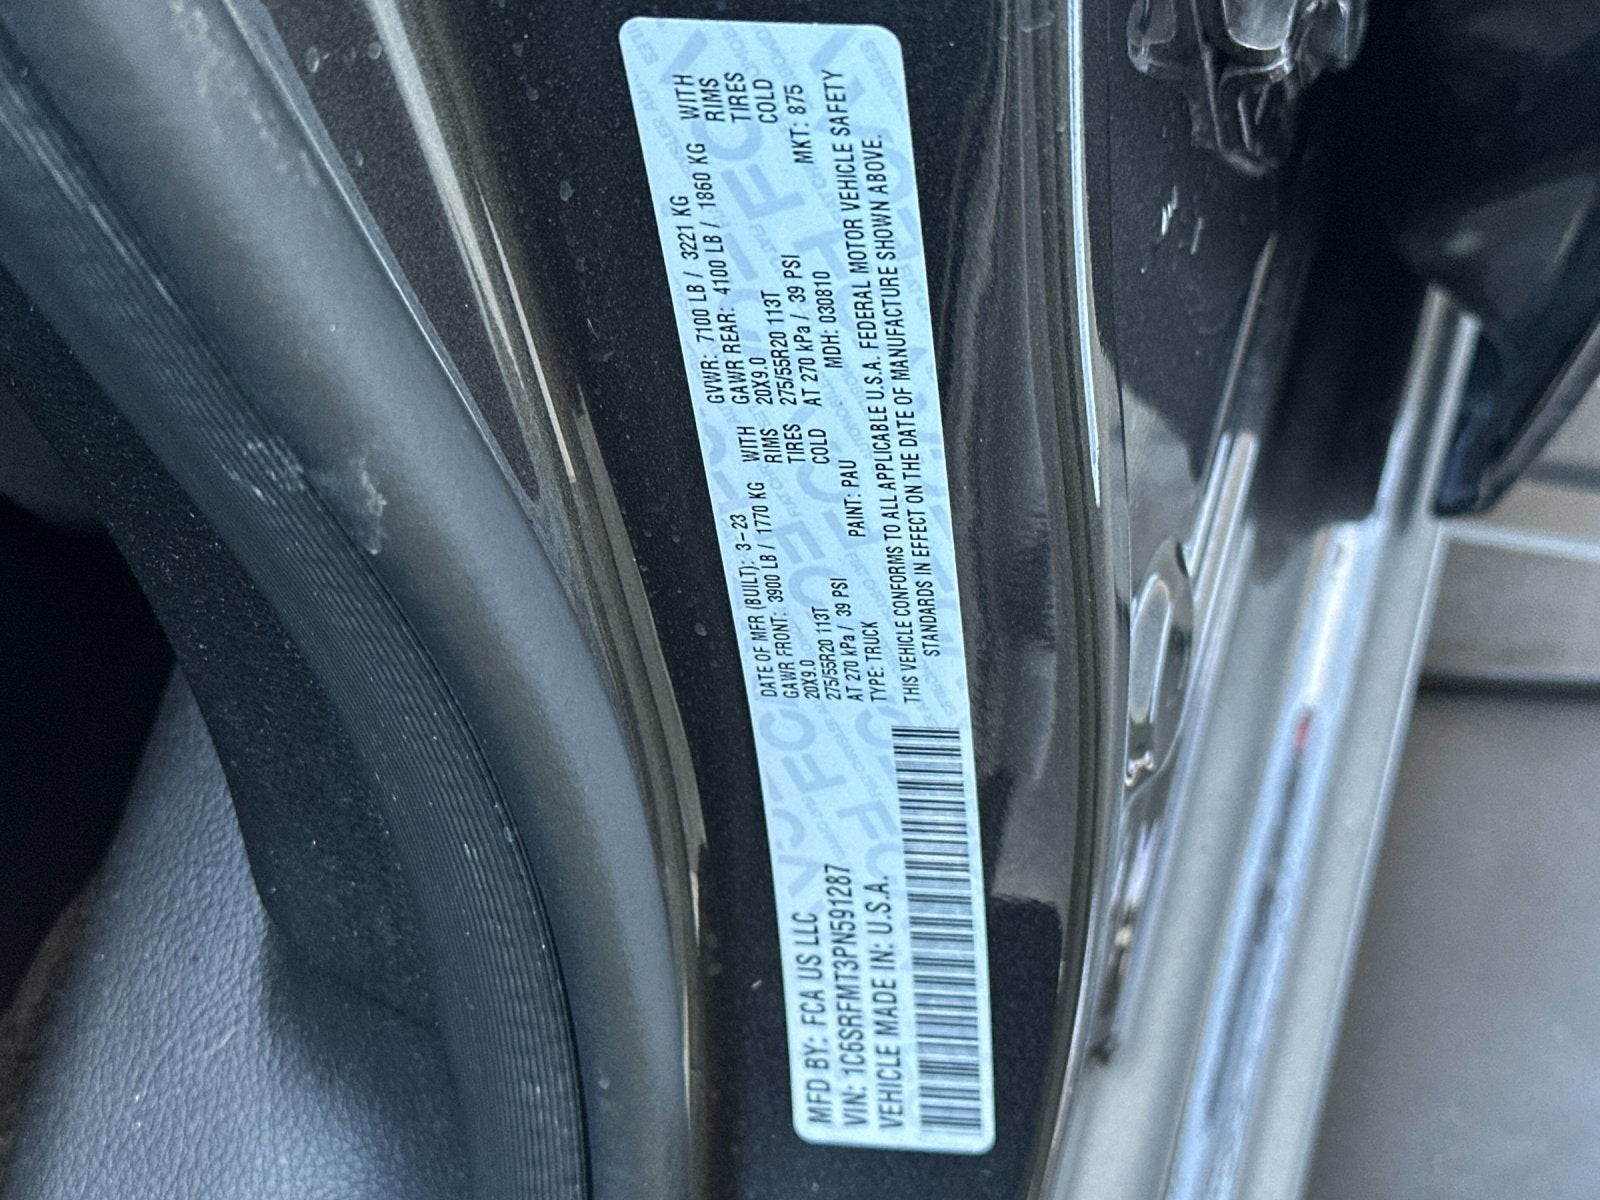 MFD BY: FCA US LLC
VIN: 1C6SRFMT3PN591287
VEHICLE MADE IN: U.S.A.
DATE OF MFR (BUILT): 3-23 GVWR: 7100 LB / 3221 KG
GAWR FRONT: 3900 LB / 1770 KG WITH GAWR REAR: 4100 LB / 1860 KG WITH
20X9.0 RIMS 20X9.0 RIMS
275/55R20 113T TIRES 275/55R20 113T TIRES
AT 270 kPa / 39 PSI COLD AT 270 kPa / 39 PSI COLD
TYPE: TRUCK PAINT: PAU MDH: 030810 MKT: 875
THIS VEHICLE CONFORMS TO ALL APPLICABLE U.S.A. FEDERAL MOTOR VEHICLE SAFETY
STANDARDS IN EFFECT ON THE DATE OF MANUFACTURE SHOWN ABOVE.